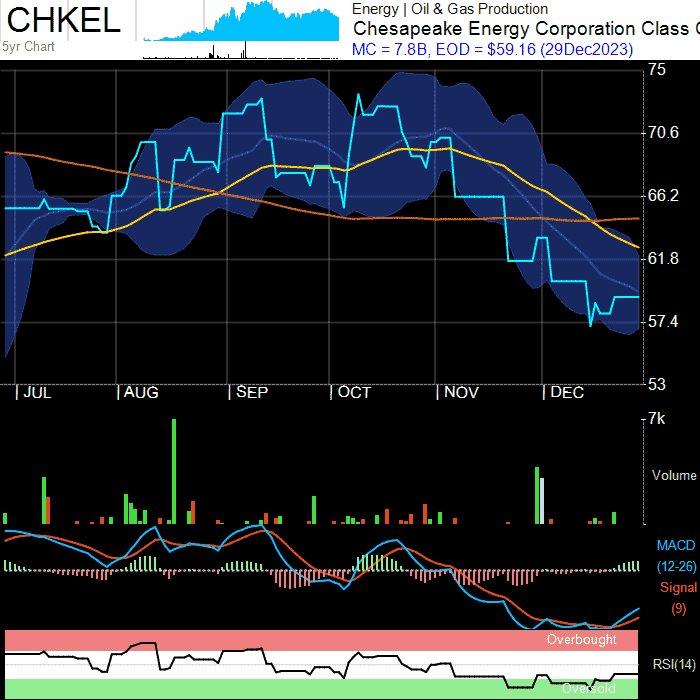 CHKEL
5yr Chart
Energy | Oil & Gas Production
Chesapeake Energy Corporation Class C
MC = 7.8B, EOD = $59.16 (29Dec2023)
75
70.6
66.2
61.8
57.4
53
JUL
AUG
SEP
OCT
NOV
DEC
7k
Volume
MACD
(12-26)
Signal
(9)
Overbought
RSI(14)
Oversold